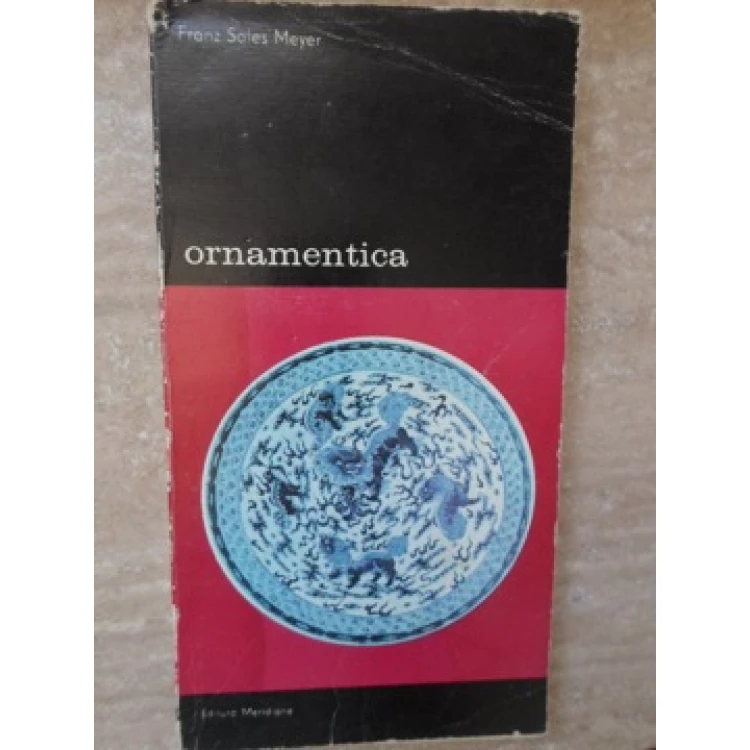 Franz Sales Meyer
ornamentica
Editura Meridiane